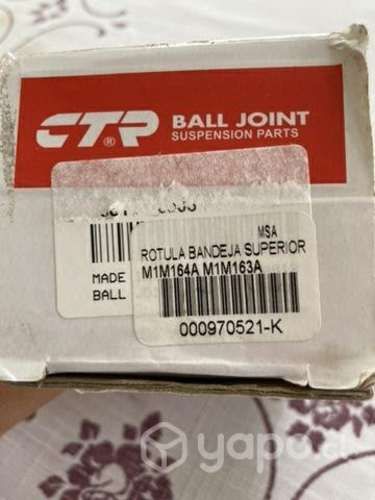 CTR®
BALL JOINT
SUSPENSION PARTS
MSA
ROTULA BANDEJA SUPERIOR
M1M164A M1M163A
MADE
BALL
000970521-K
yapo.cl